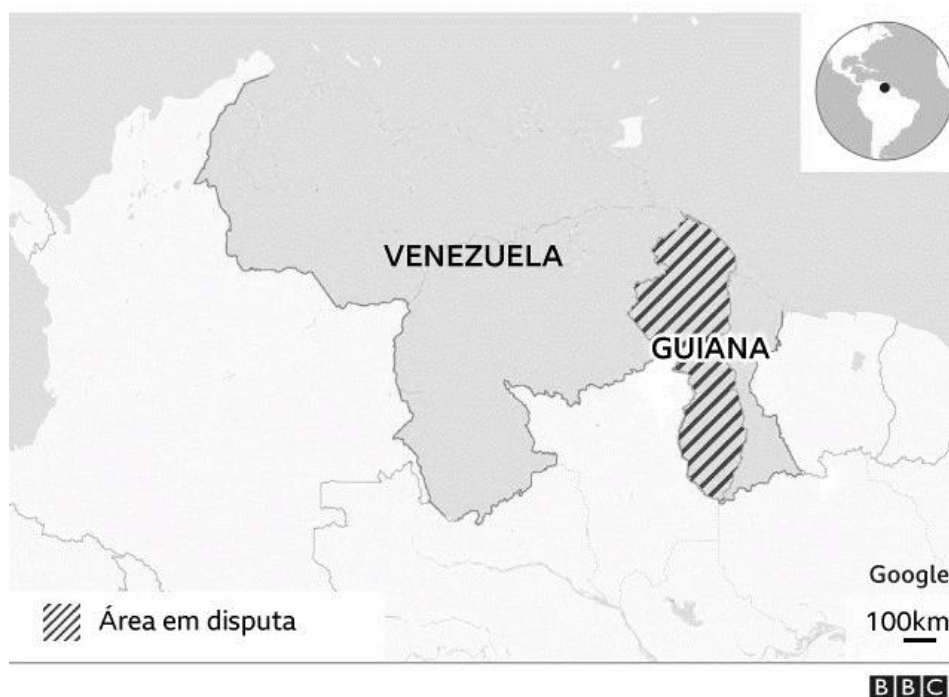 VENEZUELA
GUIANA
Área em disputa
Google
100km
BBC